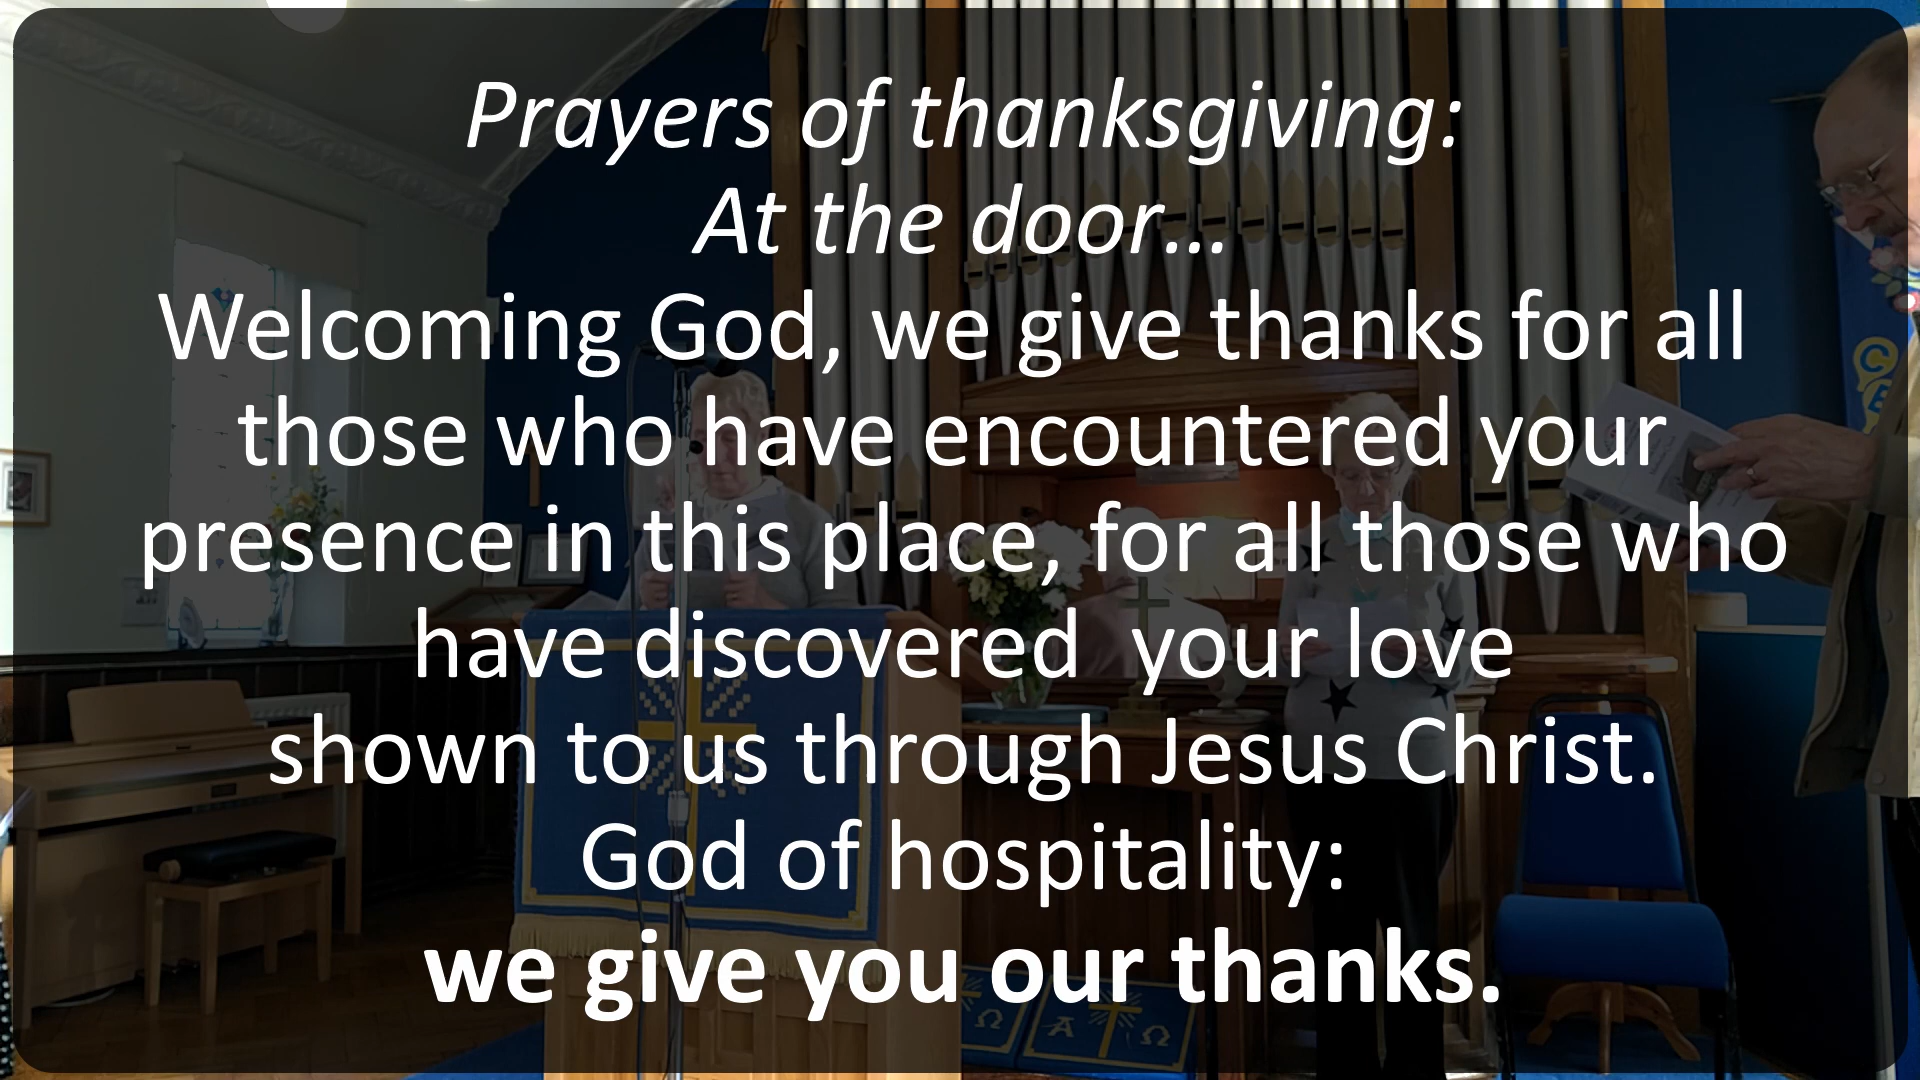 Prayers of thanksgiving:
At the door…
Welcoming God, we give thanks for all
those who have encountered your
presence in this place, for all those who
have discovered  your love
shown to us through Jesus Christ.
God of hospitality:
we give you our thanks.
C
Ω
Α
Ω